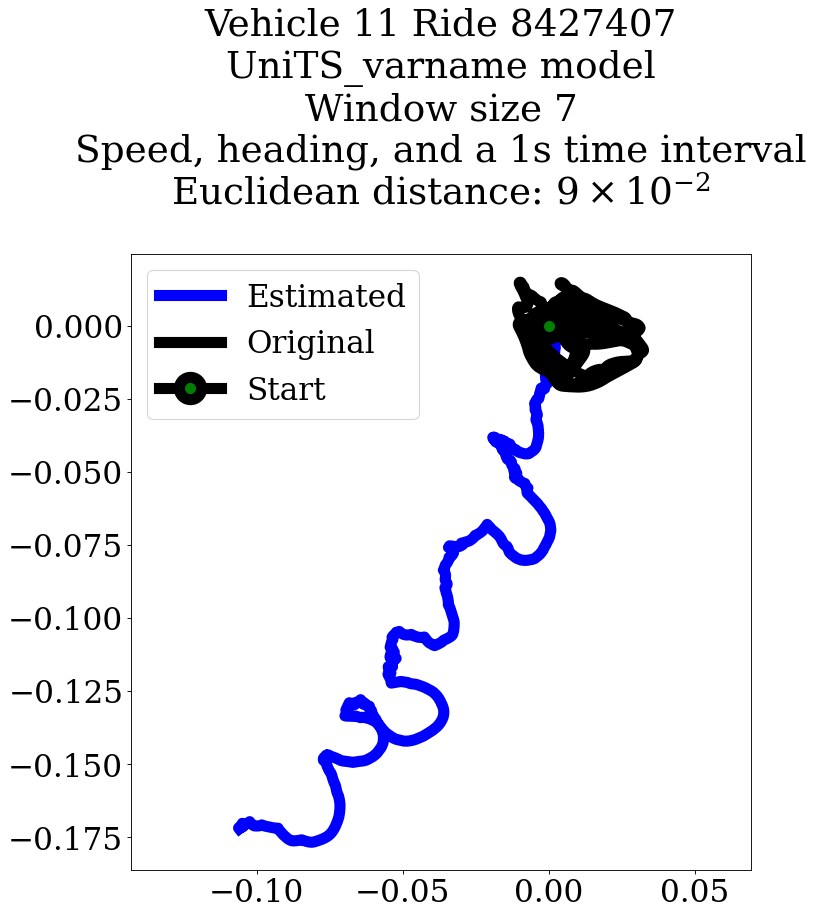 Vehicle 11 Ride 8427407
UniTS_varname model
Window size 7
Speed, heading, and a 1s time interval
Euclidean distance: 9 × 10⁻²
Estimated
Original
Start
0.000
−0.025
−0.050
−0.075
−0.100
−0.125
−0.150
−0.175
−0.10
−0.05
0.00
0.05